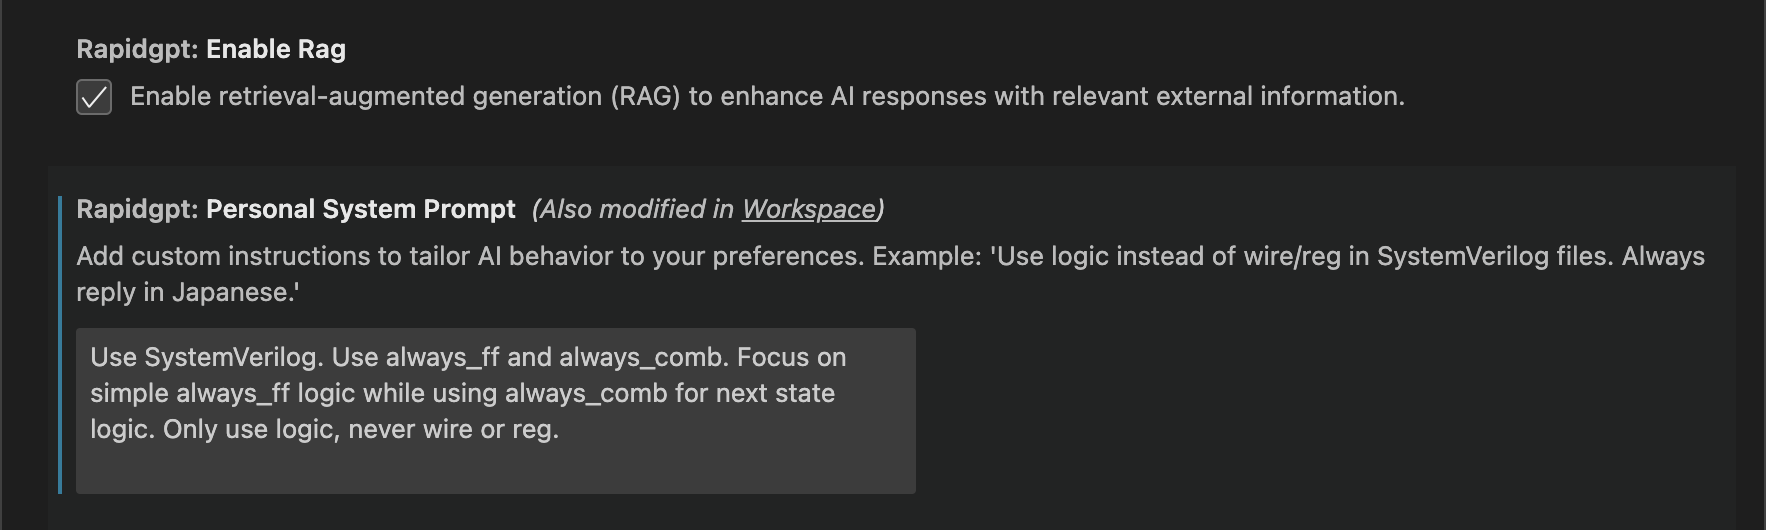 Rapidgpt: Enable Rag
Enable retrieval-augmented generation (RAG) to enhance AI responses with relevant external information.
Rapidgpt: Personal System Prompt (Also modified in Workspace)
Add custom instructions to tailor AI behavior to your preferences. Example: 'Use logic instead of wire/reg in SystemVerilog files. Always
reply in Japanese.'
Use SystemVerilog. Use always_ff and always_comb. Focus on
simple always_ff logic while using always_comb for next state
logic. Only use logic, never wire or reg.